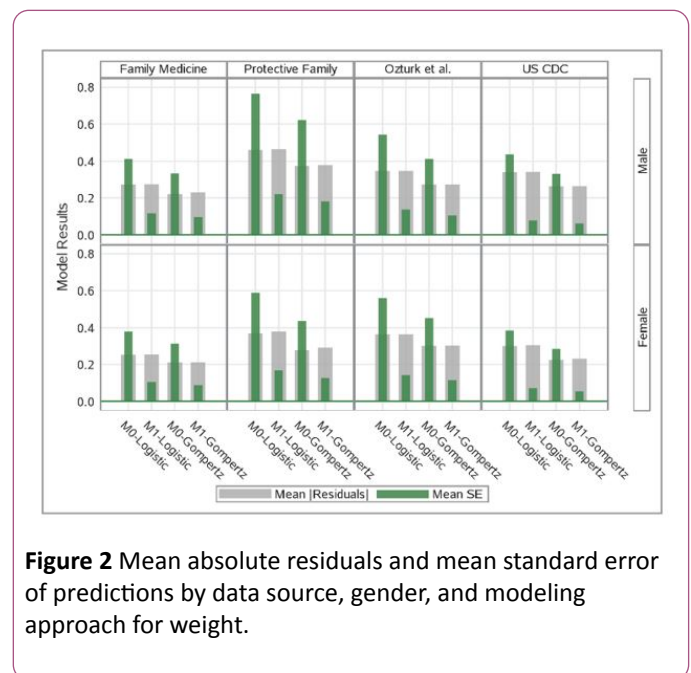 Family Medicine Protective Family Ozturk et al. US CDC
0.8
0.6
0.4
0.2
0.0
Male
Model Results
0.8
0.6
0.4
0.2
0.0
Female
M0-Logistic M1-Logistic M0-Gompertz M1-Gompertz M0-Logistic M1-Logistic M0-Gompertz M1-Gompertz M0-Logistic M1-Logistic M0-Gompertz M1-Gompertz M0-Logistic M1-Logistic M0-Gompertz M1-Gompertz
Mean |Residuals| Mean SE
Figure 2 Mean absolute residuals and mean standard error
of predictions by data source, gender, and modeling
approach for weight.